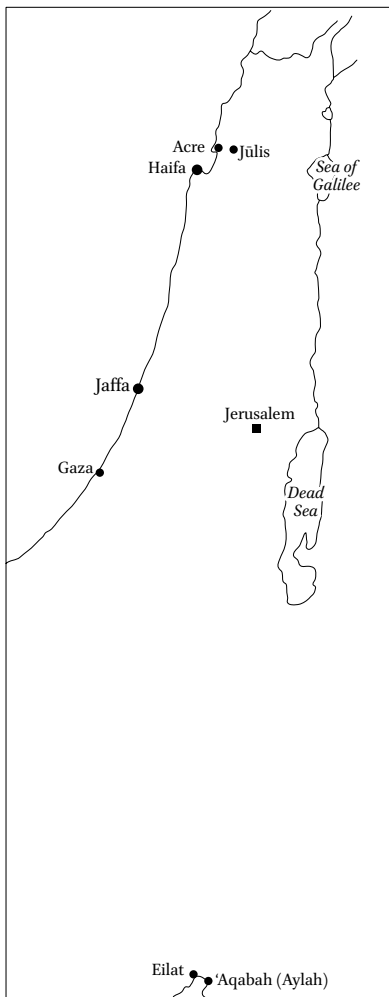 Acre
Jūlis
Haifa
Sea of
Galilee
Jaffa
Jerusalem
Gaza
Dead
Sea
Eilat
ʿAqabah (Aylah)